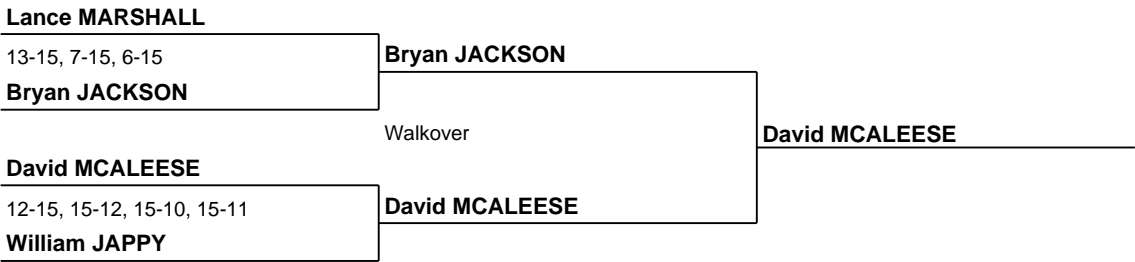 Lance MARSHALL
13-15, 7-15, 6-15
Bryan JACKSON
Bryan JACKSON
Walkover
David MCALEESE
David MCALEESE
12-15, 15-12, 15-10, 15-11
David MCALEESE
William JAPPY